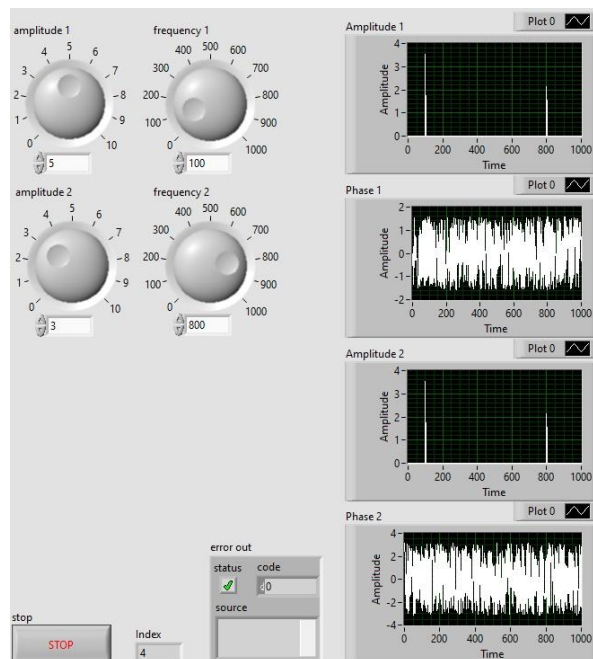 amplitude 1
0 1 2 3 4 5 6 7 8 9 10
5
frequency 1
0 100 200 300 400 500 600 700 800 900 1000
100
Amplitude 1
Plot 0
Amplitude
4
3
2
1
0
0 200 400 600 800 1000
Time
amplitude 2
0 1 2 3 4 5 6 7 8 9 10
3
frequency 2
0 100 200 300 400 500 600 700 800 900 1000
800
Phase 1
Plot 0
Amplitude
2
1
0
-1
-2
0 200 400 600 800 1000
Time
Amplitude 2
Plot 0
Amplitude
4
3
2
1
0
0 200 400 600 800 1000
Time
Phase 2
Plot 0
Amplitude
4
2
0
-2
-4
0 200 400 600 800 1000
Time
error out
status code
d0
source
stop
STOP
Index
4